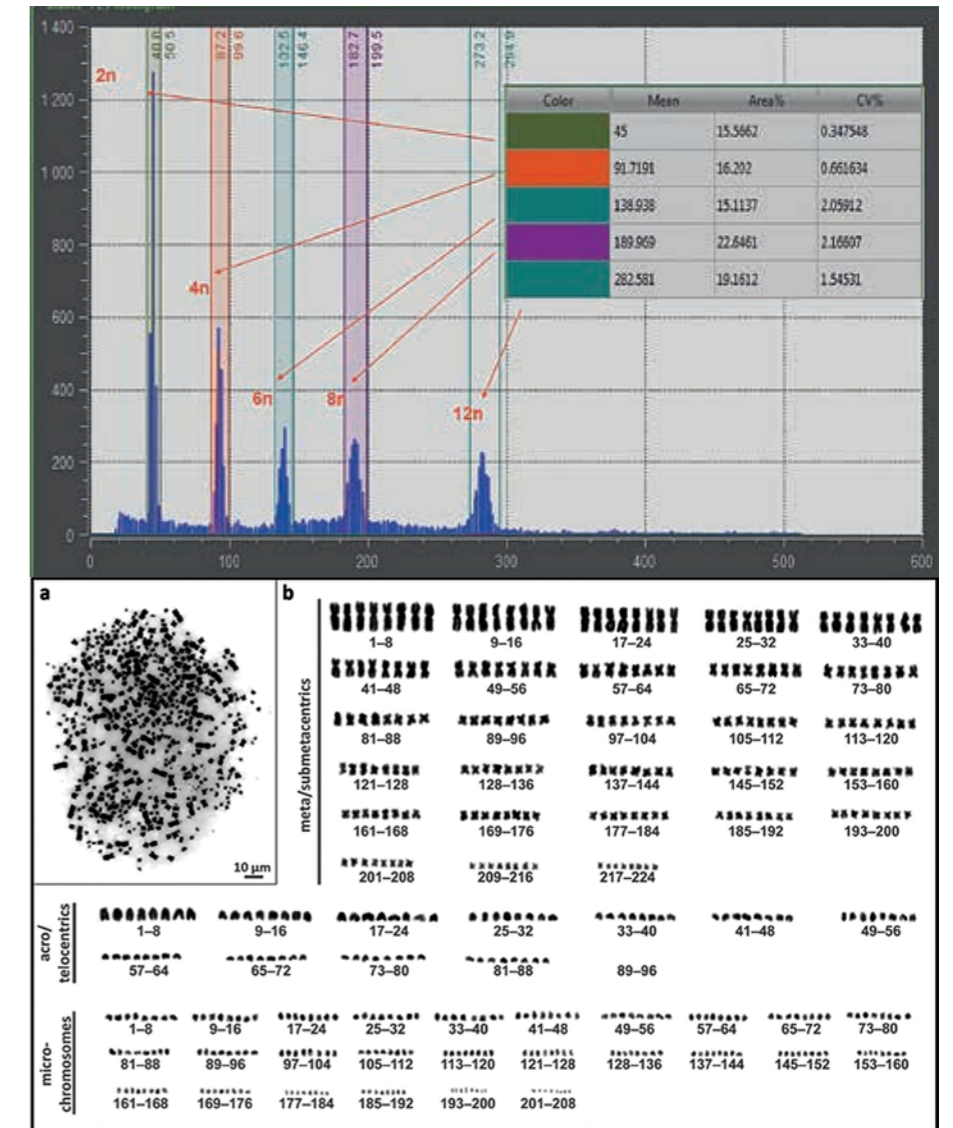 1 400
1 200
1 000
800
600
400
200
0
0 100 200 300 400 500 600
50.5
87.2
99.6
132.5
146.4
182.7
199.5
273.2
294.9
2n
4n
6n
8n
12n
Color Mean Area% CV%
45 15.5662 0.347548
91.7191 16.202 0.661634
138.938 15.1137 2.05912
189.969 22.6461 2.16607
282.581 19.1612 1.54531
a
10 µm
b
meta/submetacentrics
1–8 9–16 17–24 25–32 33–40
41–48 49–56 57–64 65–72 73–80
81–88 89–96 97–104 105–112 113–120
121–128 128–136 137–144 145–152 153–160
161–168 169–176 177–184 185–192 193–200
201–208 209–216 217–224
acro/
telocentrics
1–8 9–16 17–24 25–32 33–40 41–48 49–56
57–64 65–72 73–80 81–88 89–96
micro-
chromosomes
1–8 9–16 17–24 25–32 33–40 41–48 49–56 57–64 65–72 73–80
81–88 89–96 97–104 105–112 113–120 121–128 128–136 137–144 145–152 153–160
161–168 169–176 177–184 185–192 193–200 201–208